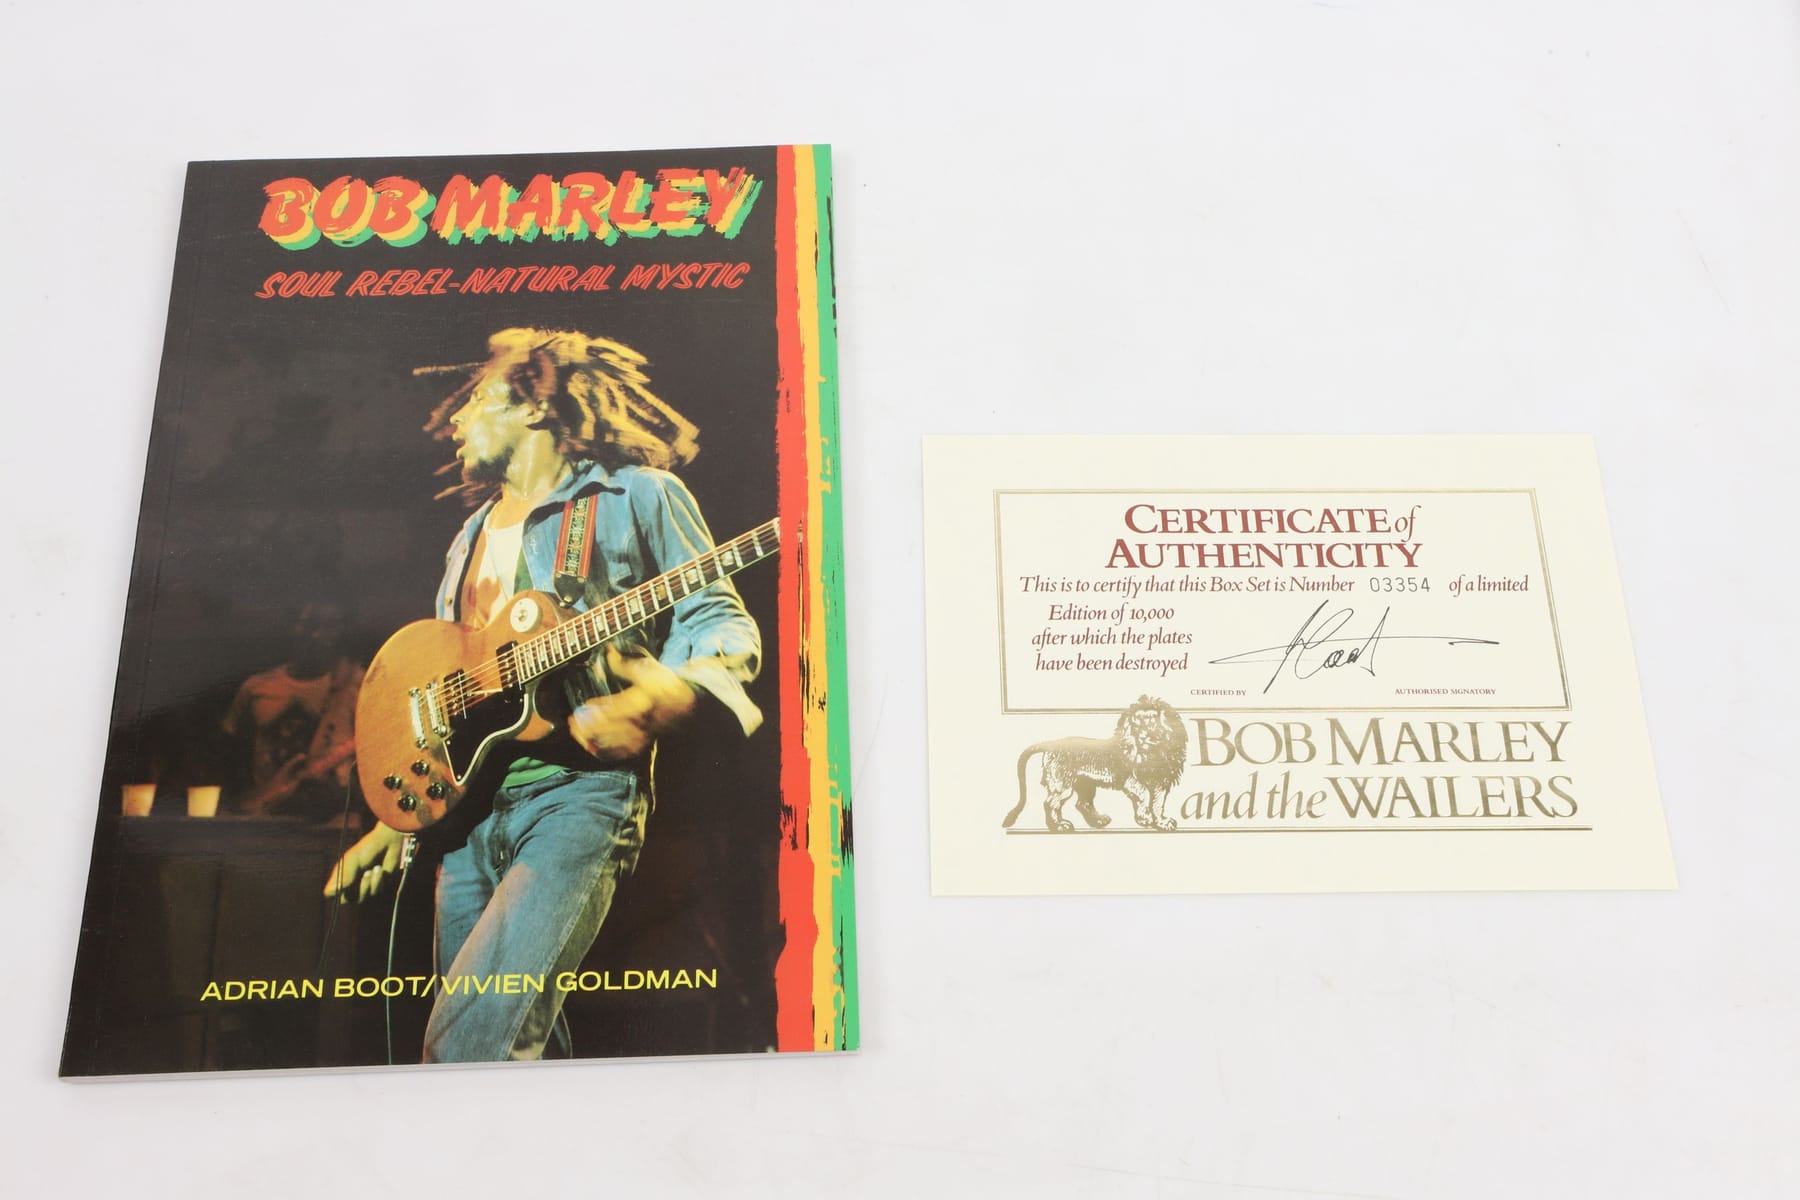 BOB MARLEY
SOUL REBEL-NATURAL MYSTIC
ADRIAN BOOT/VIVIEN GOLDMAN
CERTIFICATE of
AUTHENTICITY
This is to certify that this Box Set is Number 03354 of a limited
Edition of 10,000
after which the plates
have been destroyed
CERTIFIED BY
AUTHORISED SIGNATORY
BOB MARLEY
and the WAILERS